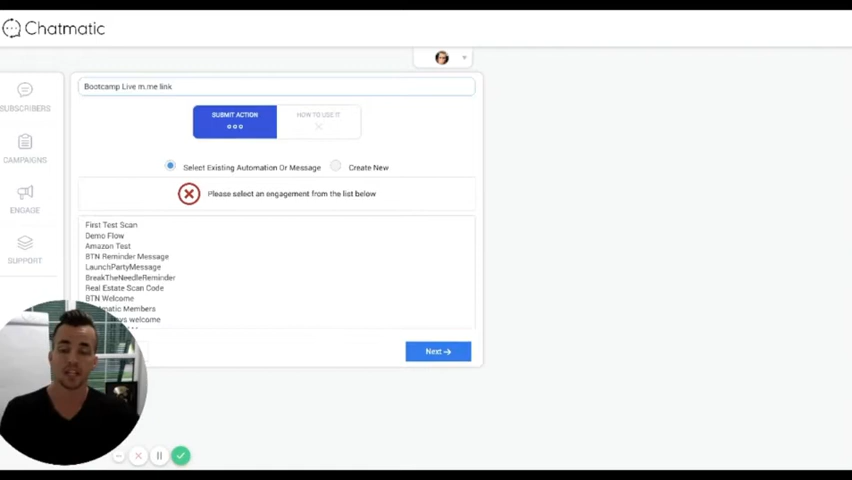 Chatmatic
SUBSCRIBERS
CAMPAIGNS
ENGAGE
SUPPORT
Bootcamp Live m.me link
SUBMIT ACTION
HOW TO USE IT
Select Existing Automation Or Message
Create New
Please select an engagement from the list below
First Test Scan
Demo Flow
Amazon Test
BTN Reminder Message
LaunchPartyMessage
BreakTheNeedleReminder
Real Estate Scan Code
BTN Welcome
Members
welcome
Next